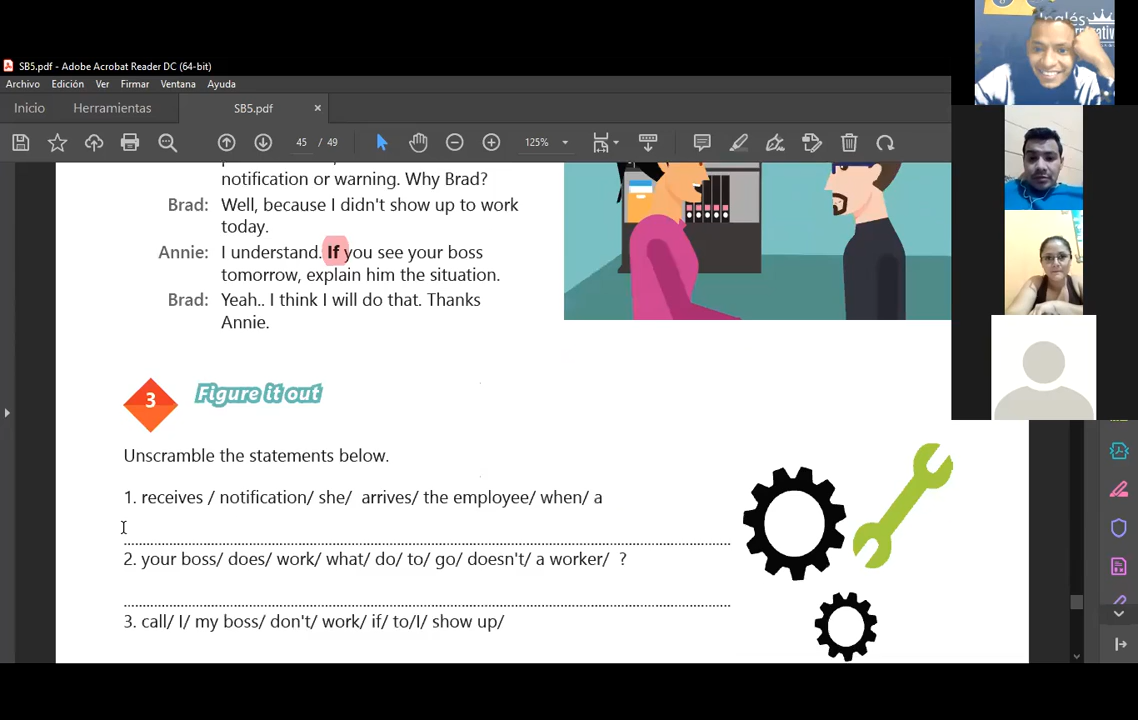 SB5.pdf - Adobe Acrobat Reader DC (64-bit)
Archivo Edición Ver Firmar Ventana Ayuda
Inicio Herramientas SB5.pdf ×
45 / 49 125%
Inglés
notification or warning. Why Brad?
Brad: Well, because I didn't show up to work
today.
Annie: I understand. If you see your boss
tomorrow, explain him the situation.
Brad: Yeah.. I think I will do that. Thanks
Annie.
3 Figure it out
Unscramble the statements below.
1. receives / notification/ she/ arrives/ the employee/ when/ a
2. your boss/ does/ work/ what/ do/ to/ go/ doesn't/ a worker/ ?
3. call/ I/ my boss/ don't/ work/ if/ to/I/ show up/